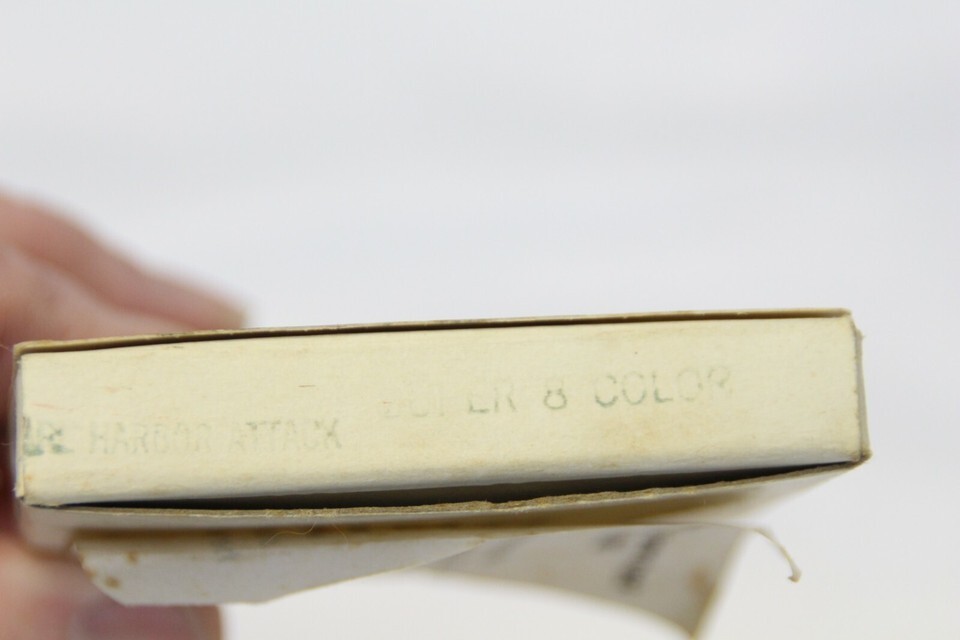 HARBOR ATTACK
SUPER 8 COLOR